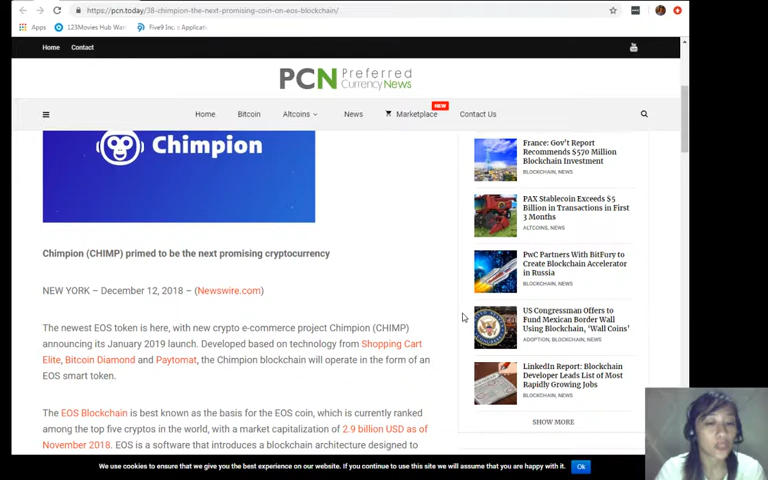 https://pcn.today/38-chimpion-the-next-promising-coin-on-eos-blockchain/
Apps 123Movies Hub Wa Five9 Inc. :: Applicati
Home Contact
PCN Preferred Currency News
Home Bitcoin Altcoins News Marketplace NEW Contact Us
Chimpion
Chimpion (CHIMP) primed to be the next promising cryptocurrency
NEW YORK – December 12, 2018 – (Newswire.com)
The newest EOS token is here, with new crypto e-commerce project Chimpion (CHIMP)
announcing its January 2019 launch. Developed based on technology from Shopping Cart
Elite, Bitcoin Diamond and Paytomat, the Chimpion blockchain will operate in the form of an
EOS smart token.
The EOS Blockchain is best known as the basis for the EOS coin, which is currently ranked
among the top five cryptos in the world, with a market capitalization of 2.9 billion USD as of
November 2018. EOS is a software that introduces a blockchain architecture designed to
France: Gov't Report
Recommends $570 Million
Blockchain Investment
BLOCKCHAIN, NEWS
PAX Stablecoin Exceeds $5
Billion in Transactions in First
3 Months
ALTCOINS, NEWS
PwC Partners With BitFury to
Create Blockchain Accelerator
in Russia
BLOCKCHAIN, NEWS
US Congressman Offers to
Fund Mexican Border Wall
Using Blockchain, 'Wall Coins'
ADOPTION, BLOCKCHAIN, NEWS
LinkedIn Report: Blockchain
Developer Leads List of Most
Rapidly Growing Jobs
BLOCKCHAIN, NEWS
SHOW MORE
We use cookies to ensure that we give you the best experience on our website. If you continue to use this site we will assume that you are happy with it. Ok